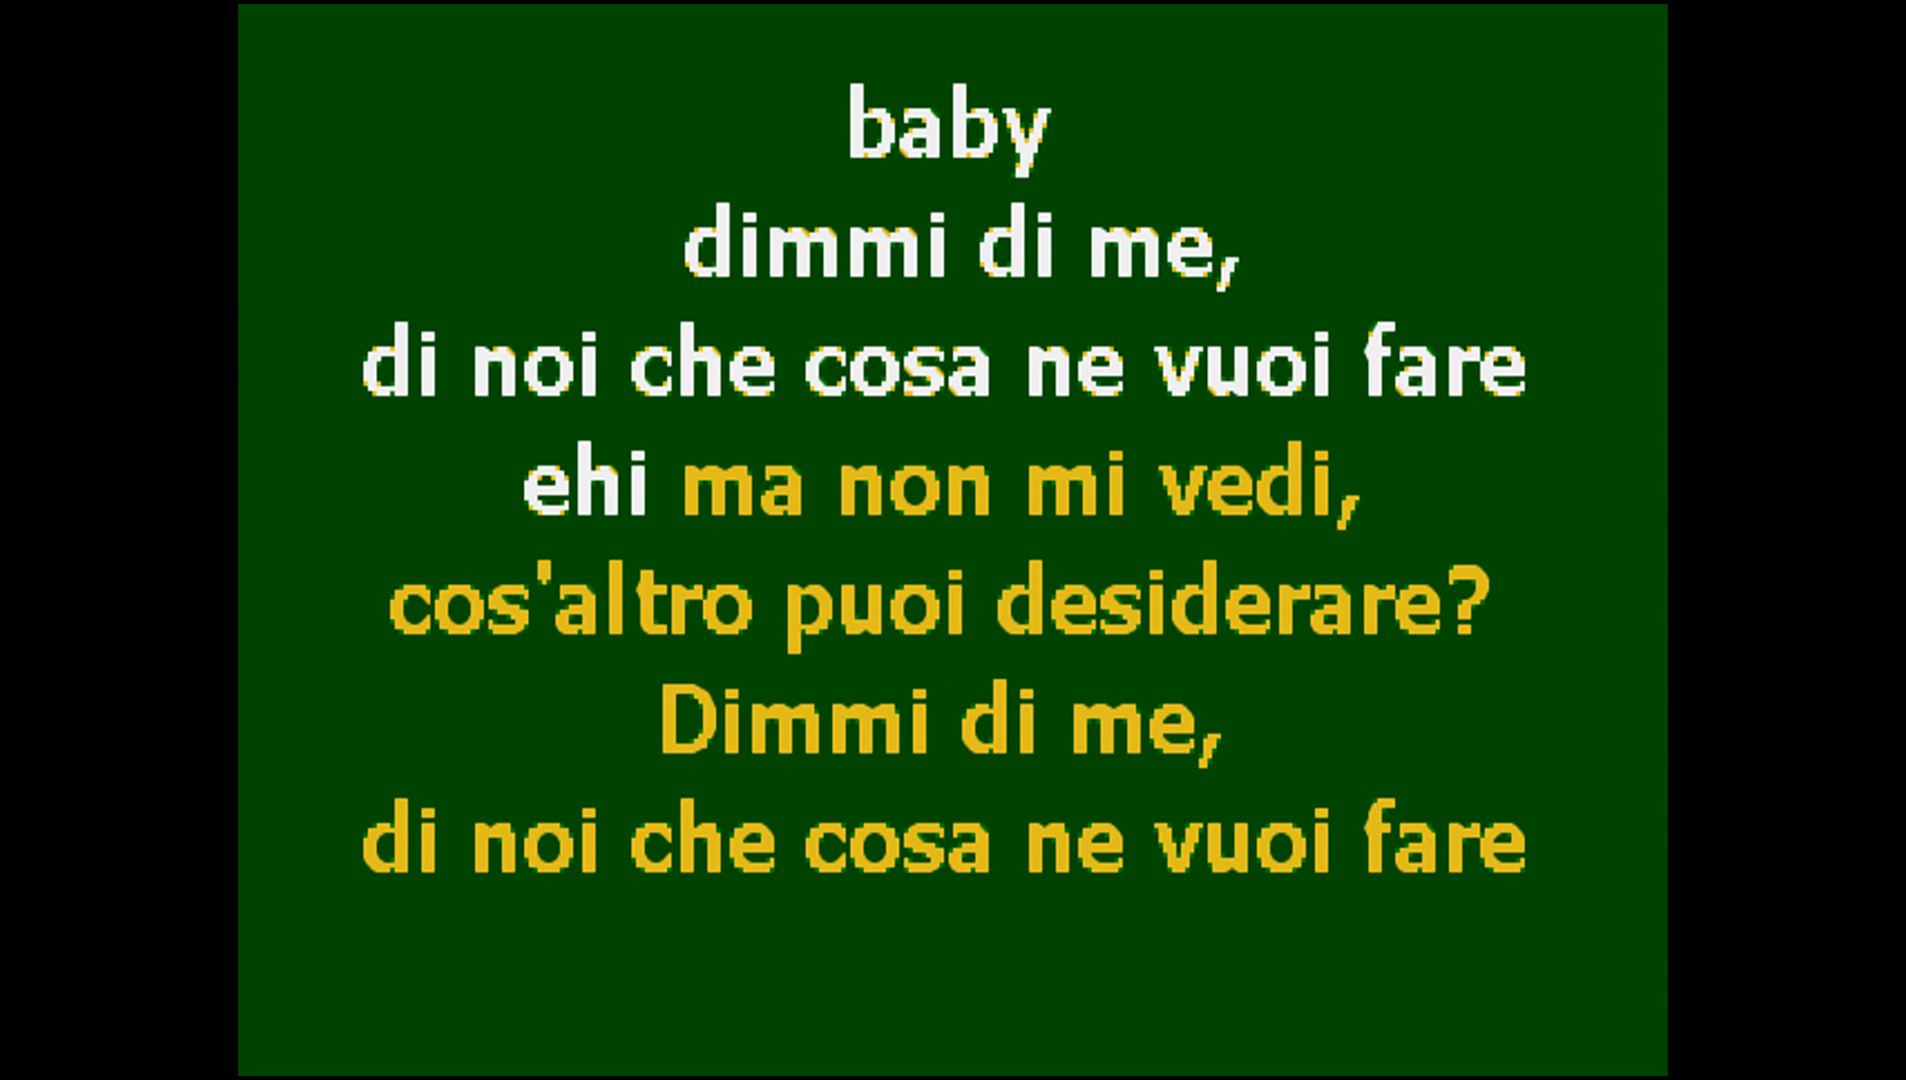 baby
dimmi di me,
di noi che cosa ne vuoi fare
ehi ma non mi vedi,
cos'altro puoi desiderare?
Dimmi di me,
di noi che cosa ne vuoi fare